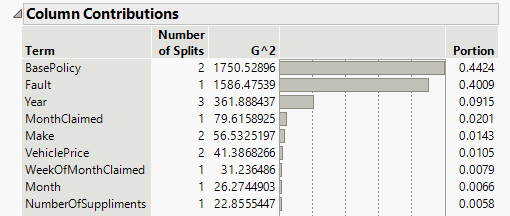 Column Contributions
Term Number of Splits G^2 Portion
BasePolicy 2 1750.52896 0.4424
Fault 1 1586.47539 0.4009
Year 3 361.888437 0.0915
MonthClaimed 1 79.6158925 0.0201
Make 2 56.5325197 0.0143
VehiclePrice 2 41.3868266 0.0105
WeekOfMonthClaimed 1 31.236486 0.0079
Month 1 26.2744903 0.0066
NumberOfSuppliments 1 22.8555447 0.0058